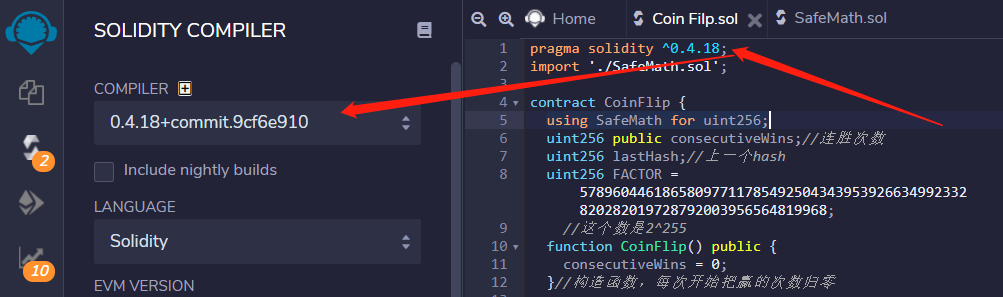 SOLIDITY COMPILER
COMPILER
0.4.18+commit.9cf6e910
Include nightly builds
LANGUAGE
Solidity
EVM VERSION
2
10
Home
Coin Filp.sol
SafeMath.sol
1 pragma solidity ^0.4.18;
2 import './SafeMath.sol';
3
4 contract CoinFlip {
5 using SafeMath for uint256;
6 uint256 public consecutiveWins;//连胜次数
7 uint256 lastHash;//上一个hash
8 uint256 FACTOR =
57896044618658097711785492504343953926634992332
820282019728792003956564819968;
9 //这个数是2^255
10 function CoinFlip() public {
11 consecutiveWins = 0;
12 }//构造函数，每次开始把赢的次数归零